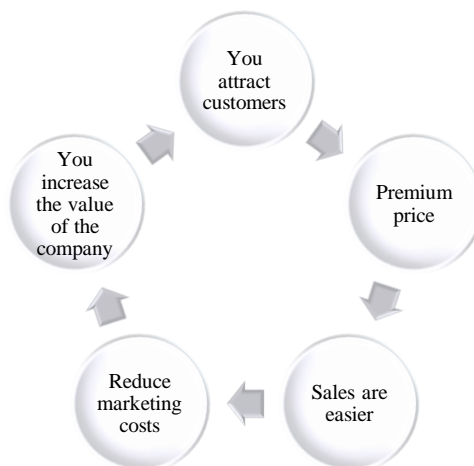 You
attract
customers
Premium
price
Sales are
easier
Reduce
marketing
costs
You
increase
the value
of the
company